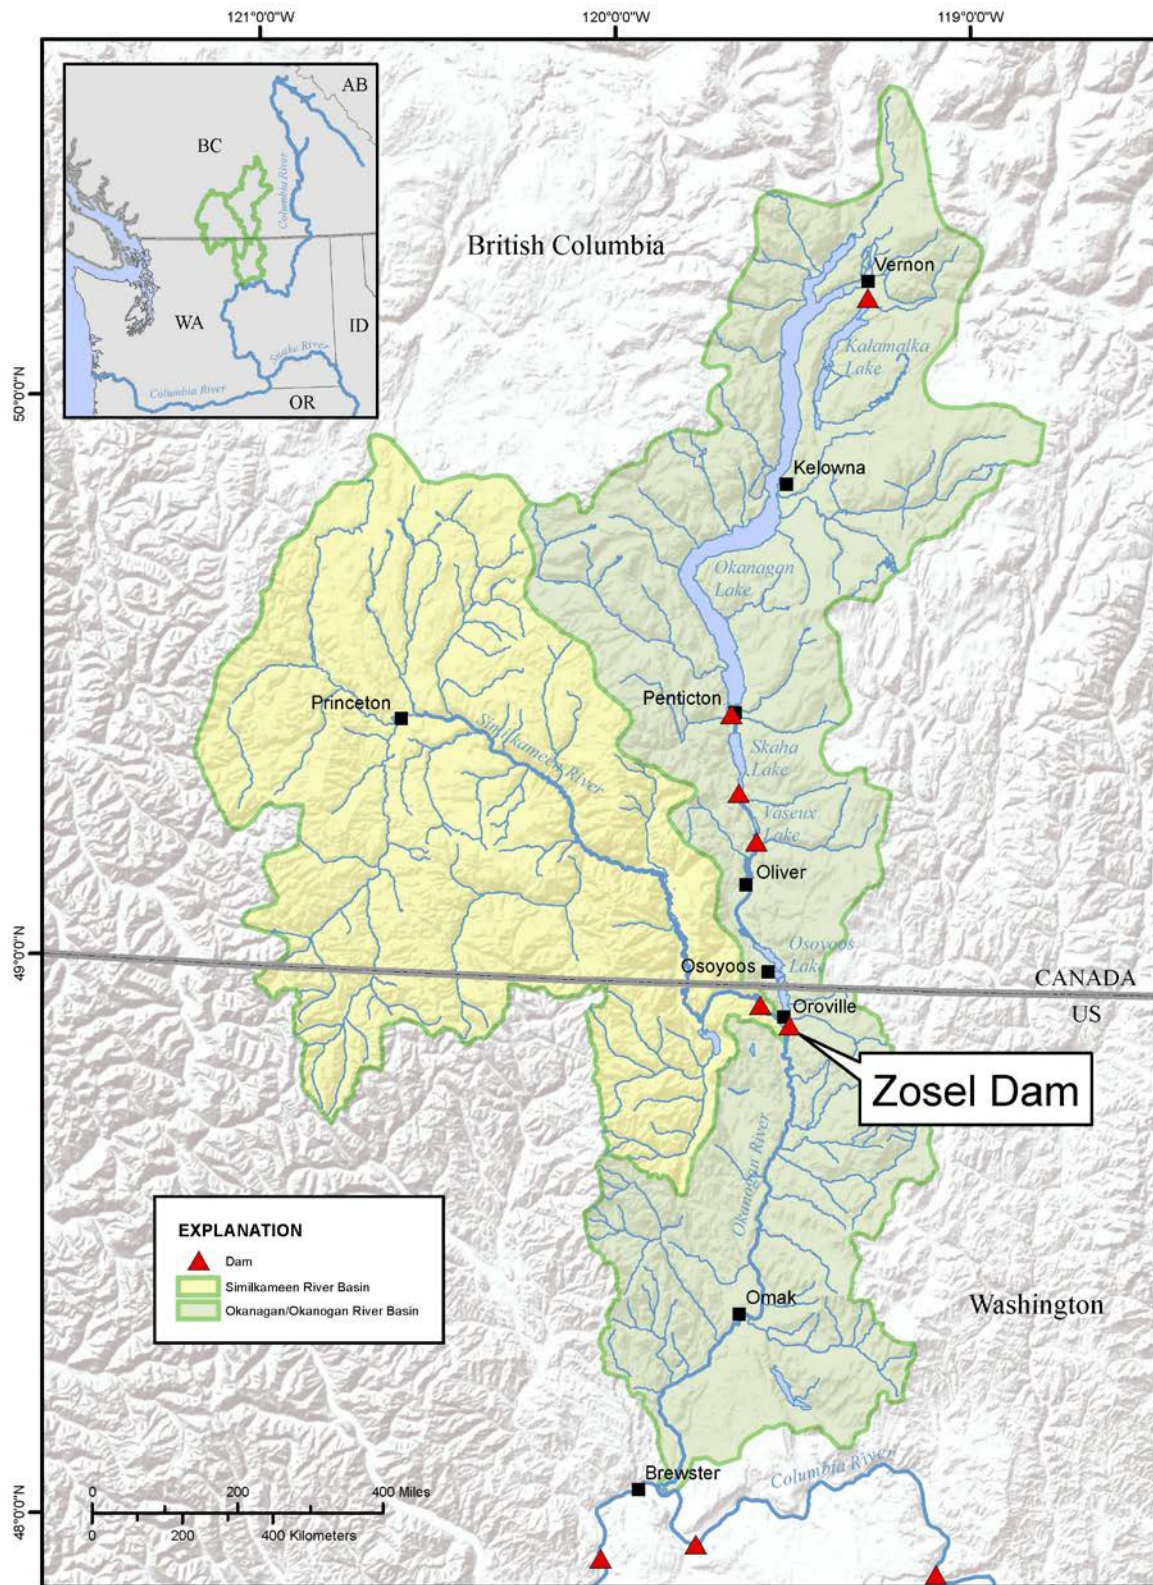 121°0'0"W
120°0'0"W
119°0'0"W
AB
BC
Columbia River
WA
ID
Snake River
Columbia River
OR
British Columbia
Vernon
Kalamalka
Lake
50°0'0"N
Kelowna
Okanagan
Lake
Penticton
Princeton
Similkameen River
Skaha
Lake
Vaseux
Lake
Oliver
49°0'0"N
Osoyoos
Lake
Osoyoos
CANADA
Oroville
US
Zosel Dam
Okanogan River
EXPLANATION
Dam
Similkameen River Basin
Okanagan/Okanogan River Basin
Omak
Washington
Brewster
Columbia River
48°0'0"N
0 200 400 Miles
0 200 400 Kilometers